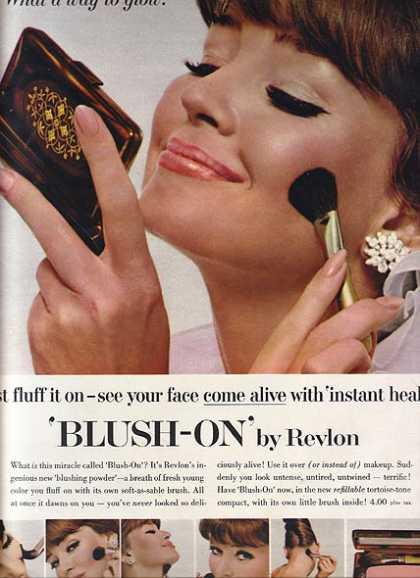 What a way to glow!
st fluff it on – see your face come alive with 'instant heal
'BLUSH-ON' by Revlon
What is this miracle called 'Blush-On'? It's Revlon's in-
genious new 'blushing powder'—a breath of fresh young
color you fluff on with its own soft-as-sable brush. All
at once it dawns on you — you've never looked so deli-
ciously alive! Use it over (or instead of) makeup. Sud-
denly you look untense, untired, untwined — terrific!
Have 'Blush-On' now, in the new refillable tortoise-tone
compact, with its own little brush inside! 4.00 plus tax